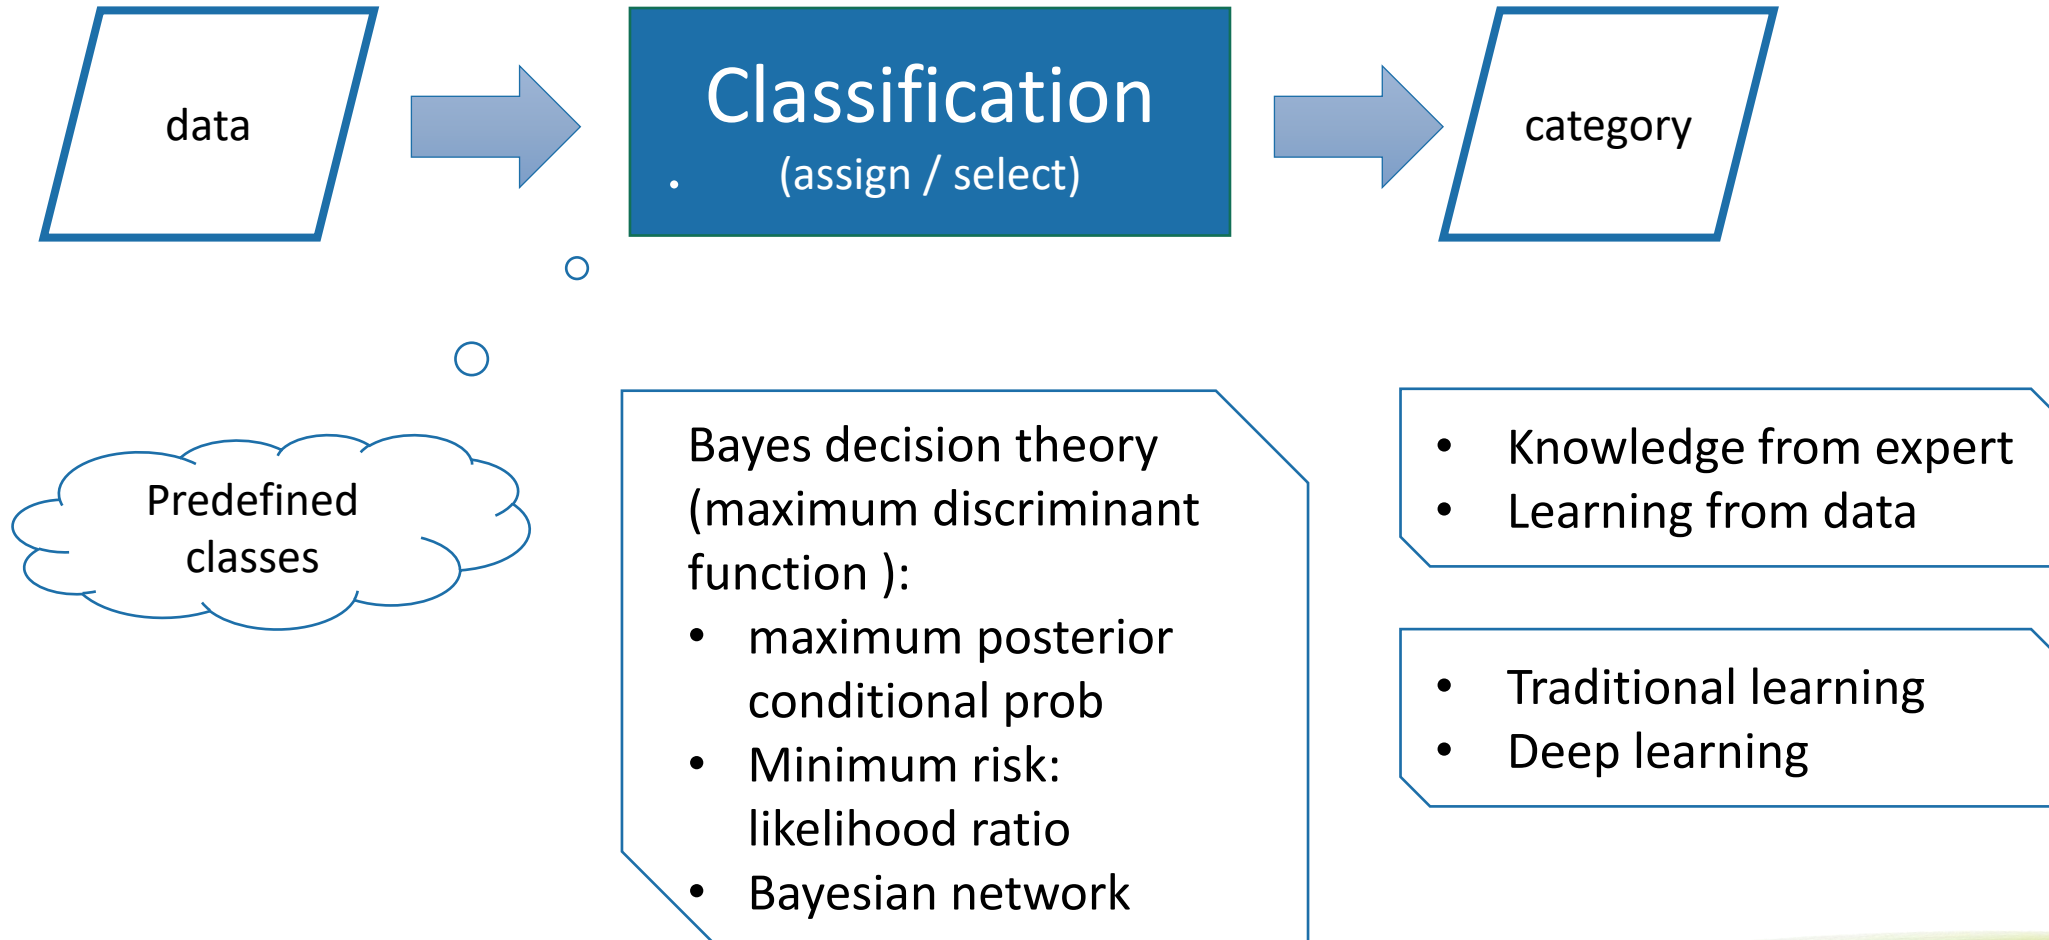 data
Classification
(assign / select)
category
Predefined
classes
Bayes decision theory
(maximum discriminant
function ):
• maximum posterior
conditional prob
• Minimum risk:
likelihood ratio
• Bayesian network
• Knowledge from expert
• Learning from data
• Traditional learning
• Deep learning